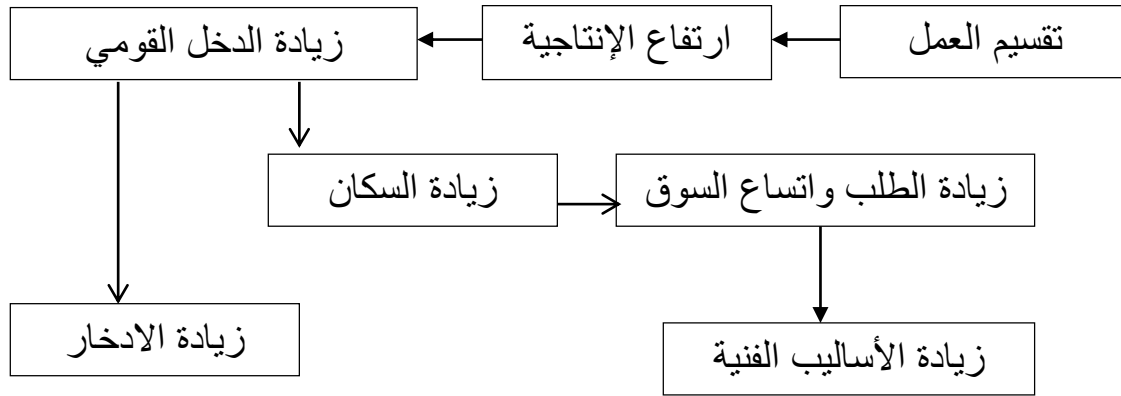 تقسيم العمل
ارتفاع الإنتاجية
زيادة الدخل القومي
زيادة السكان
زيادة الطلب واتساع السوق
زيادة الادخار
زيادة الأساليب الفنية